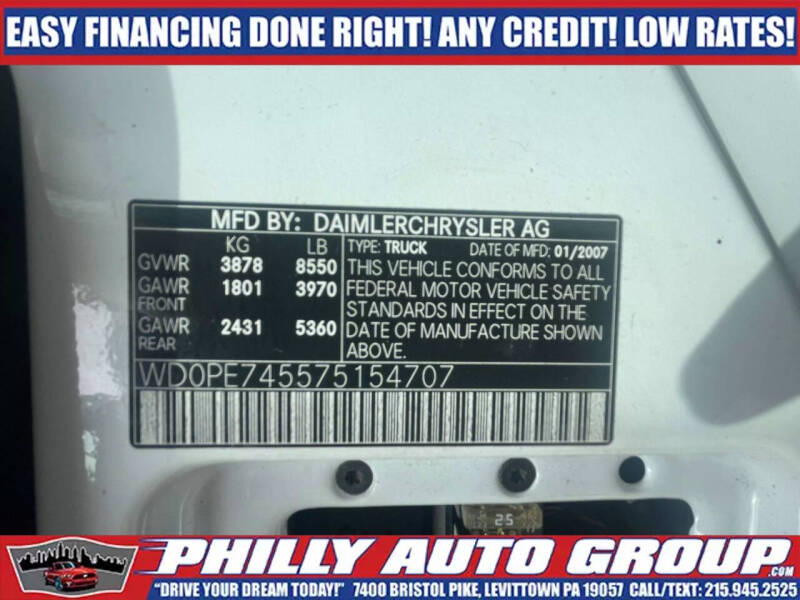 EASY FINANCING DONE RIGHT! ANY CREDIT! LOW RATES!
MFD BY: DAIMLERCHRYSLER AG
KG LB
GVWR 3878 8550
GAWR FRONT 1801 3970
GAWR REAR 2431 5360
TYPE: TRUCK DATE OF MFD: 01/2007
THIS VEHICLE CONFORMS TO ALL
FEDERAL MOTOR VEHICLE SAFETY
STANDARDS IN EFFECT ON THE
DATE OF MANUFACTURE SHOWN
ABOVE.
WD0PE745575154707
25
PHILLY AUTO GROUP.COM
"DRIVE YOUR DREAM TODAY!" 7400 BRISTOL PIKE, LEVITTOWN PA 19057 CALL/TEXT: 215.945.2525